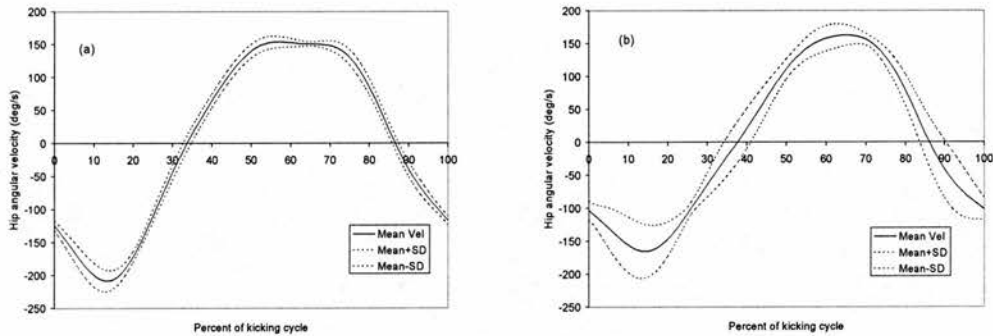 (a)
Hip angular velocity (deg/s)
200
150
100
50
0
-50
-100
-150
-200
-250
0 10 20 30 40 50 60 70 80 90 100
Mean Vel
Mean+SD
Mean-SD
Percent of kicking cycle
(b)
Hip angular velocity (deg/s)
200
150
100
50
0
-50
-100
-150
-200
-250
0 10 20 30 40 50 60 70 80 90 100
Mean Vel
Mean+SD
Mean-SD
Percent of kicking cycle